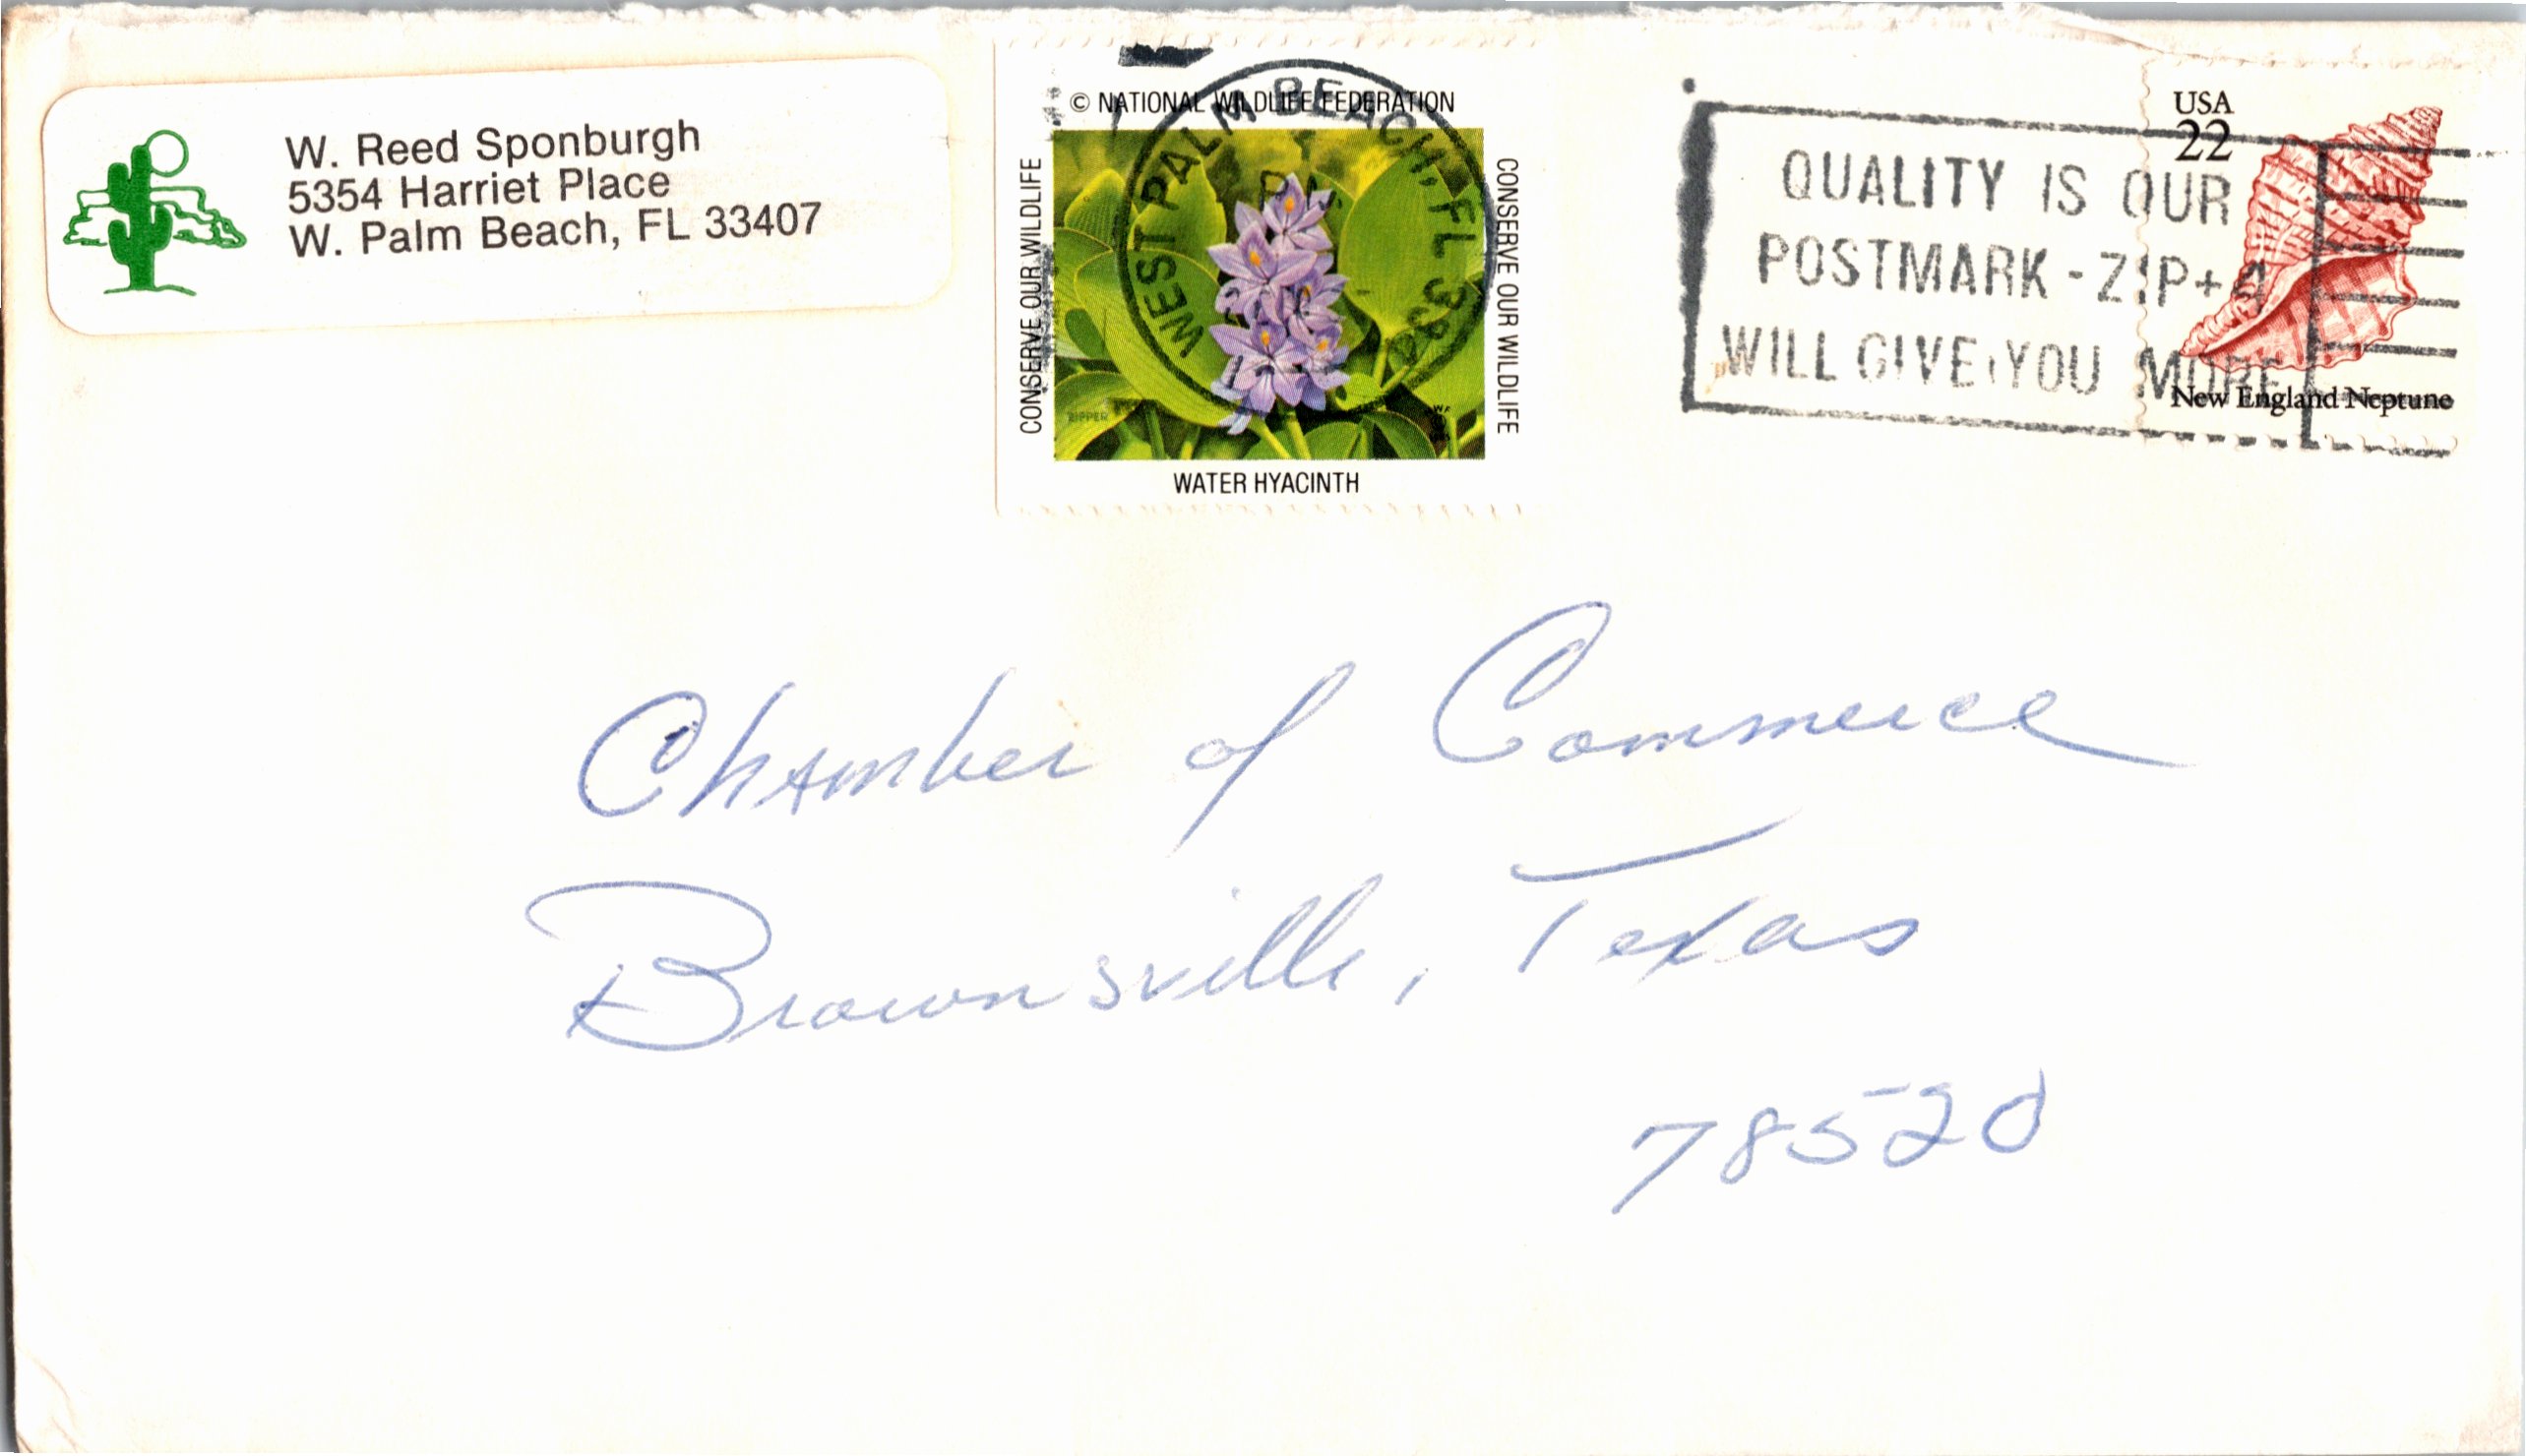 W. Reed Sponburgh
5354 Harriet Place
W. Palm Beach, FL 33407
© NATIONAL WILDLIFE FEDERATION
CONSERVE OUR WILDLIFE
CONSERVE OUR WILDLIFE
WATER HYACINTH
WEST PALM BEACH, FL
QUALITY IS OUR
POSTMARK - ZIP+4
WILL GIVE YOU MORE
USA
22
New England Neptune
Chamber of Commerce
Brownsville, Texas
78520